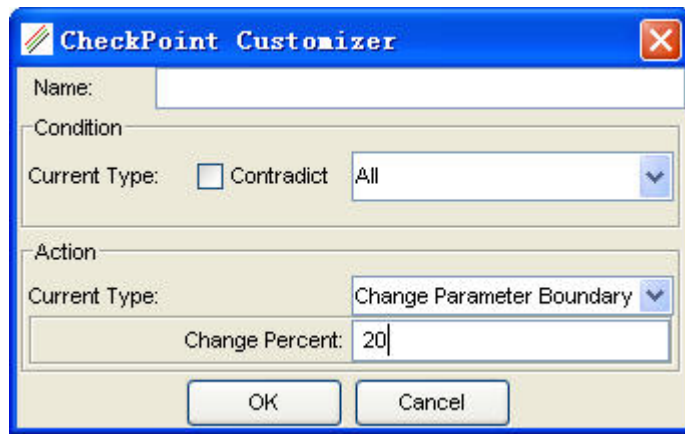 CheckPoint Customizer
Name:
Condition
Current Type: Contradict All
Action
Current Type: Change Parameter Boundary
Change Percent: 20
OK Cancel